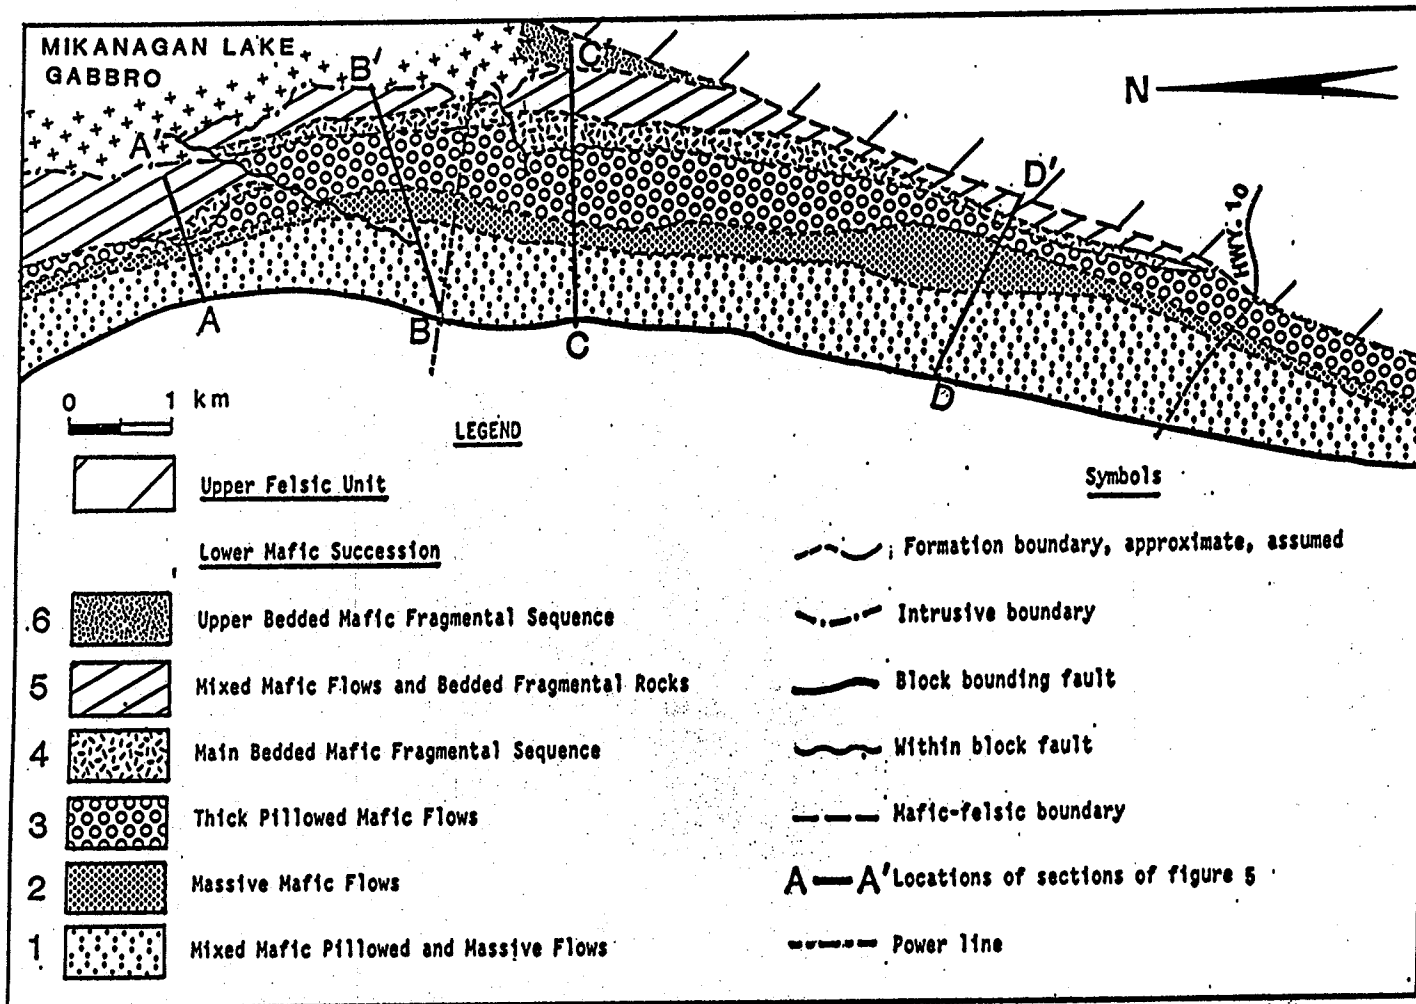 MIKANAGAN LAKE
GABBRO
B'
C'
N
A'
D'
HWY. 10
A
B
C
D
0 1 km
LEGEND
Upper Felsic Unit
Lower Mafic Succession
6 Upper Bedded Mafic Fragmental Sequence
5 Mixed Mafic Flows and Bedded Fragmental Rocks
4 Main Bedded Mafic Fragmental Sequence
3 Thick Pillowed Mafic Flows
2 Massive Mafic Flows
1 Mixed Mafic Pillowed and Massive Flows
Symbols
Formation boundary, approximate, assumed
Intrusive boundary
Block bounding fault
Within block fault
Mafic-felsic boundary
A A' Locations of sections of figure 5
Power line